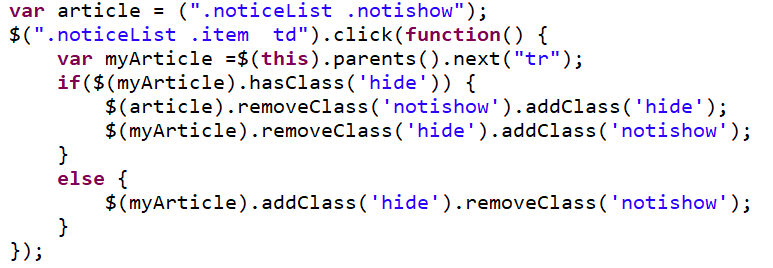 var article = (".noticeList .notishow");
$(".noticeList .item  td").click(function() {
    var myArticle =$(this).parents().next("tr");
    if($(myArticle).hasClass('hide')) {
        $(article).removeClass('notishow').addClass('hide');
        $(myArticle).removeClass('hide').addClass('notishow');
    }
    else {
        $(myArticle).addClass('hide').removeClass('notishow');
    }
});